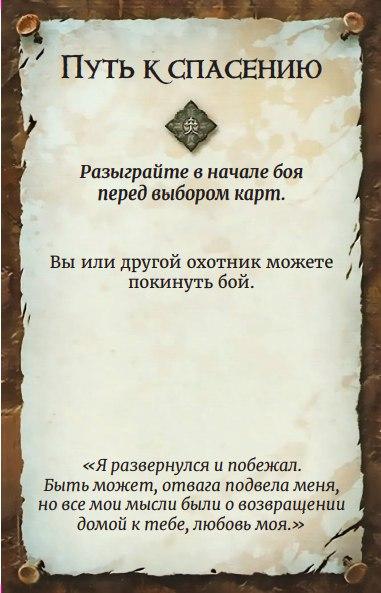 Путь к спасению
Разыграйте в начале боя
перед выбором карт.
Вы или другой охотник можете
покинуть бой.
«Я развернулся и побежал.
Быть может, отвага подвела меня,
но все мои мысли были о возвращении
домой к тебе, любовь моя.»